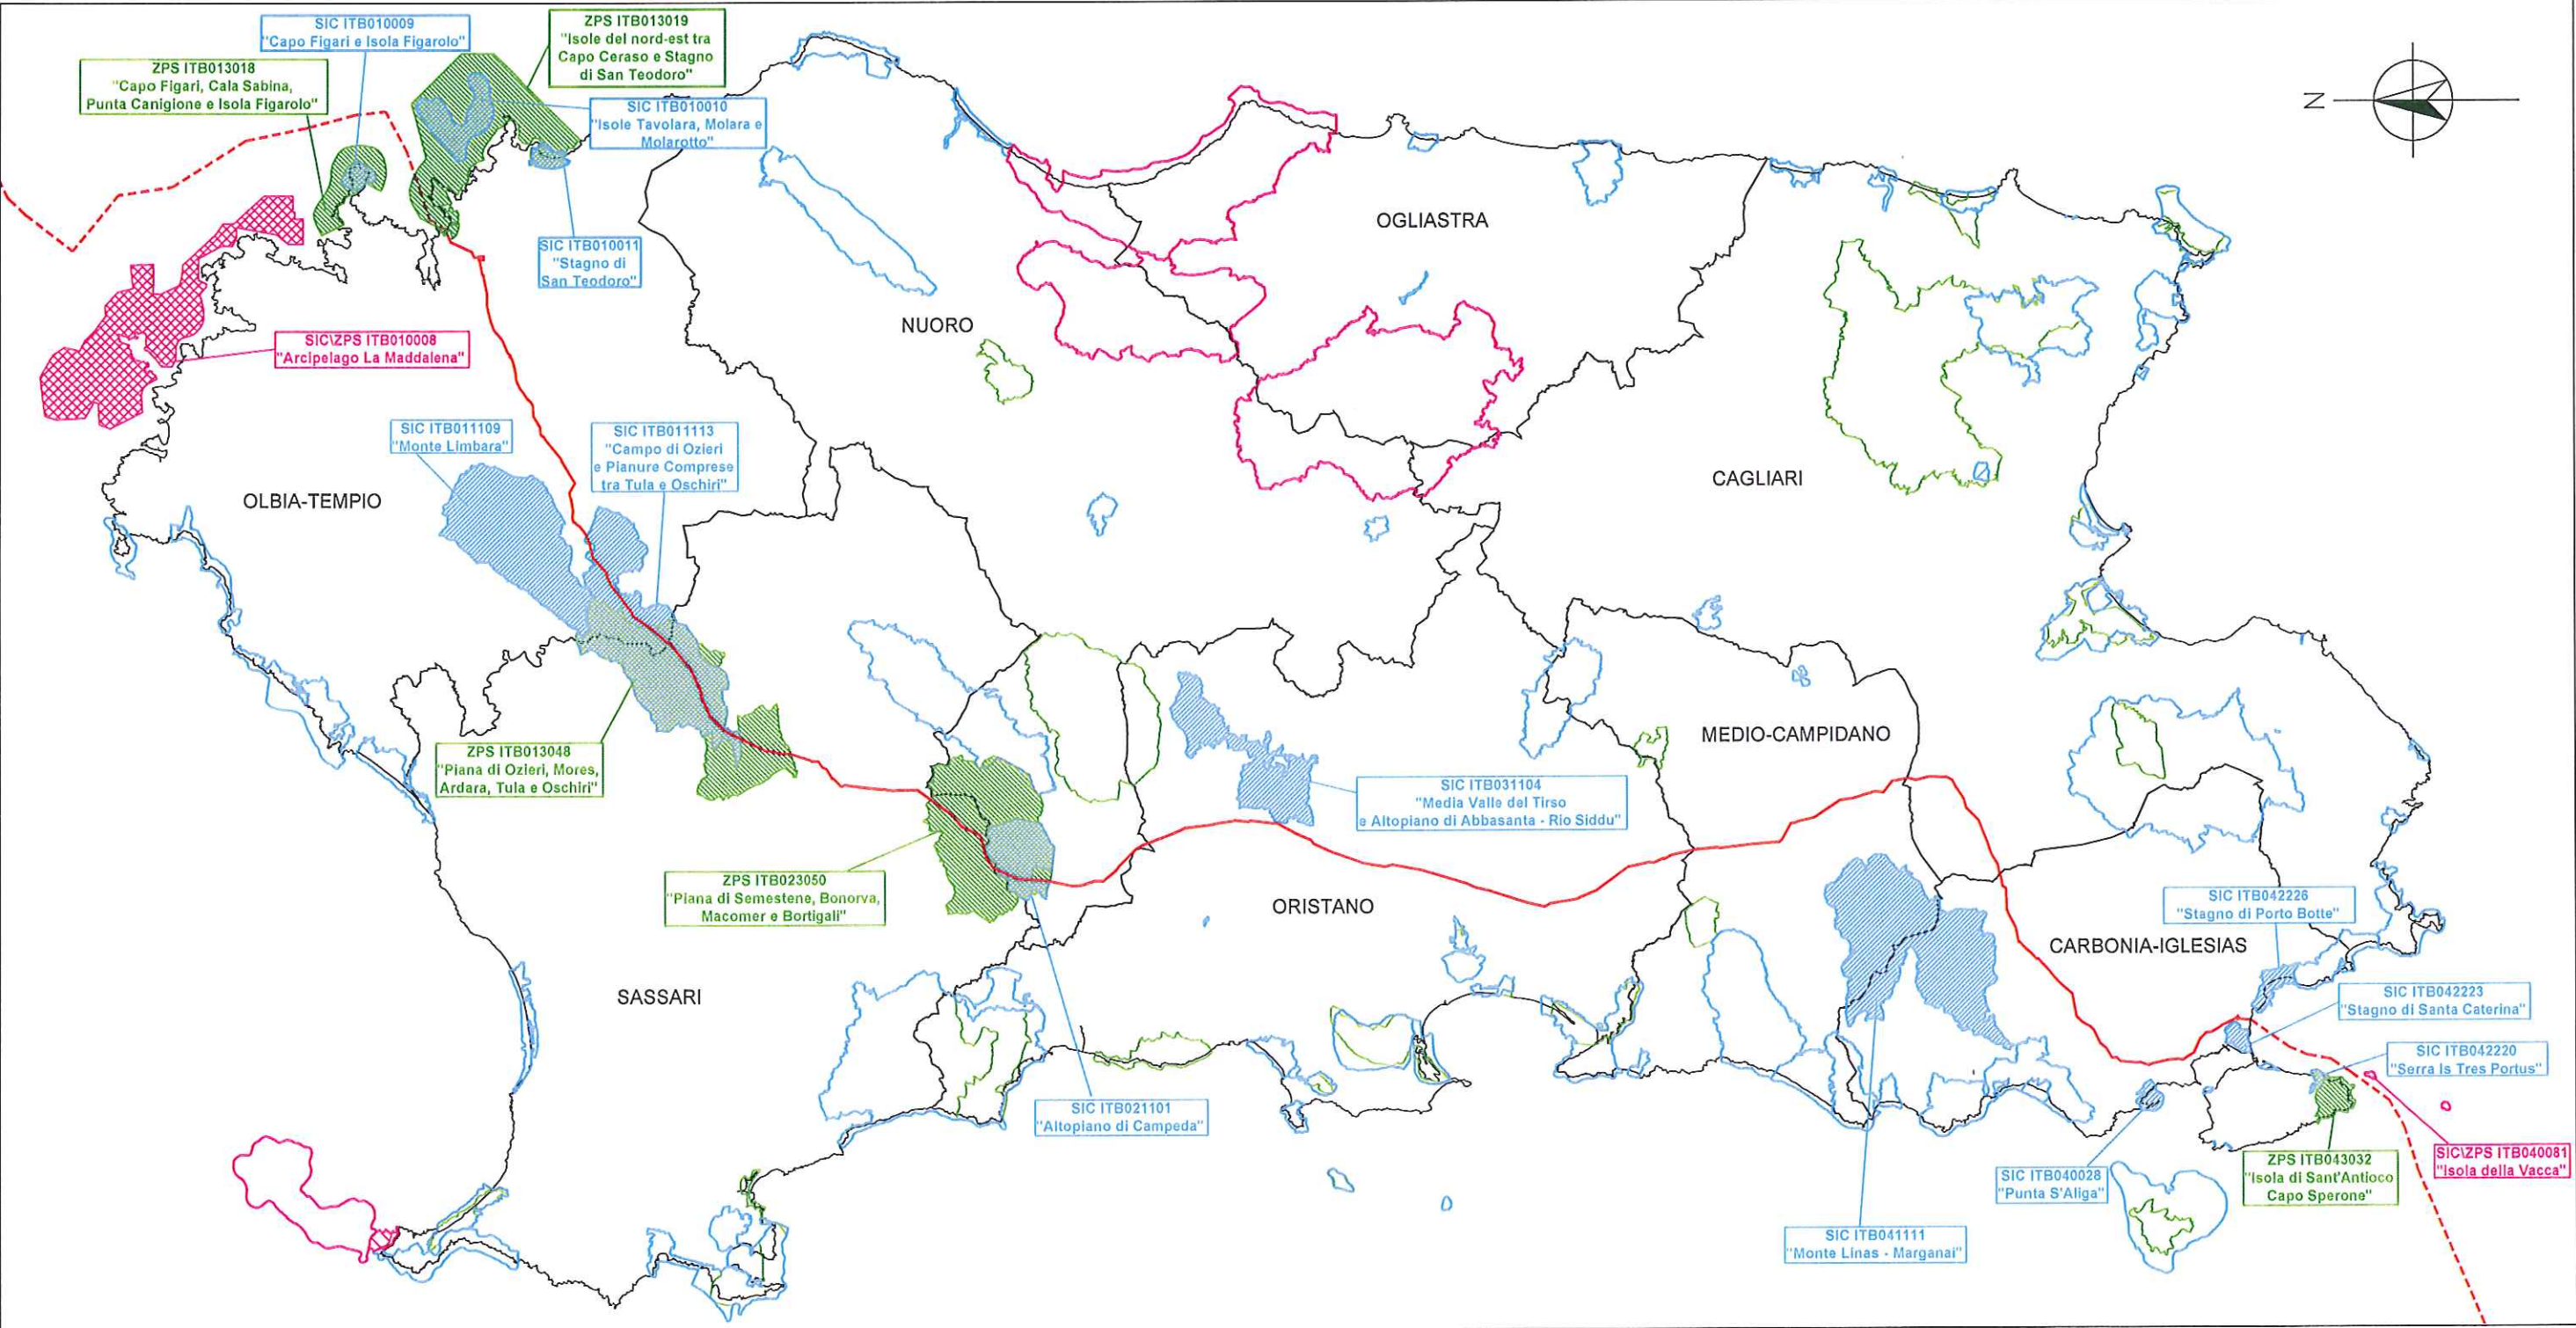 SIC ITB010009
"Capo Figari e Isola Figarolo"
ZPS ITB013019
"Isole del nord-est tra
Capo Ceraso e Stagno
di San Teodoro"
ZPS ITB013018
"Capo Figari, Cala Sabina,
Punta Canigione e Isola Figarolo"
SIC ITB010010
"Isole Tavolara, Molara e
Molarotto"
N
SIC ITB010011
"Stagno di
San Teodoro"
OGLIASTRA
NUORO
SIC\ZPS ITB010008
"Arcipelago La Maddalena"
SIC ITB011109
"Monte Limbara"
SIC ITB011113
"Campo di Ozieri
e Pianure Comprese
tra Tula e Oschiri"
OLBIA-TEMPIO
CAGLIARI
ZPS ITB013048
"Piana di Ozieri, Mores,
Ardara, Tula e Oschiri"
MEDIO-CAMPIDANO
SIC ITB031104
"Media Valle del Tirso
e Altopiano di Abbasanta - Rio Siddu"
ZPS ITB023050
"Piana di Semestene, Bonorva,
Macomer e Bortigali"
ORISTANO
SIC ITB042226
"Stagno di Porto Botte"
CARBONIA-IGLESIAS
SASSARI
SIC ITB042223
"Stagno di Santa Caterina"
SIC ITB042220
"Serra Is Tres Portus"
SIC ITB021101
"Altopiano di Campeda"
SIC\ZPS ITB040081
"Isola della Vacca"
ZPS ITB043032
"Isola di Sant'Antioco
Capo Sperone"
SIC ITB040028
"Punta S'Aliga"
SIC ITB041111
"Monte Linas - Marganai"